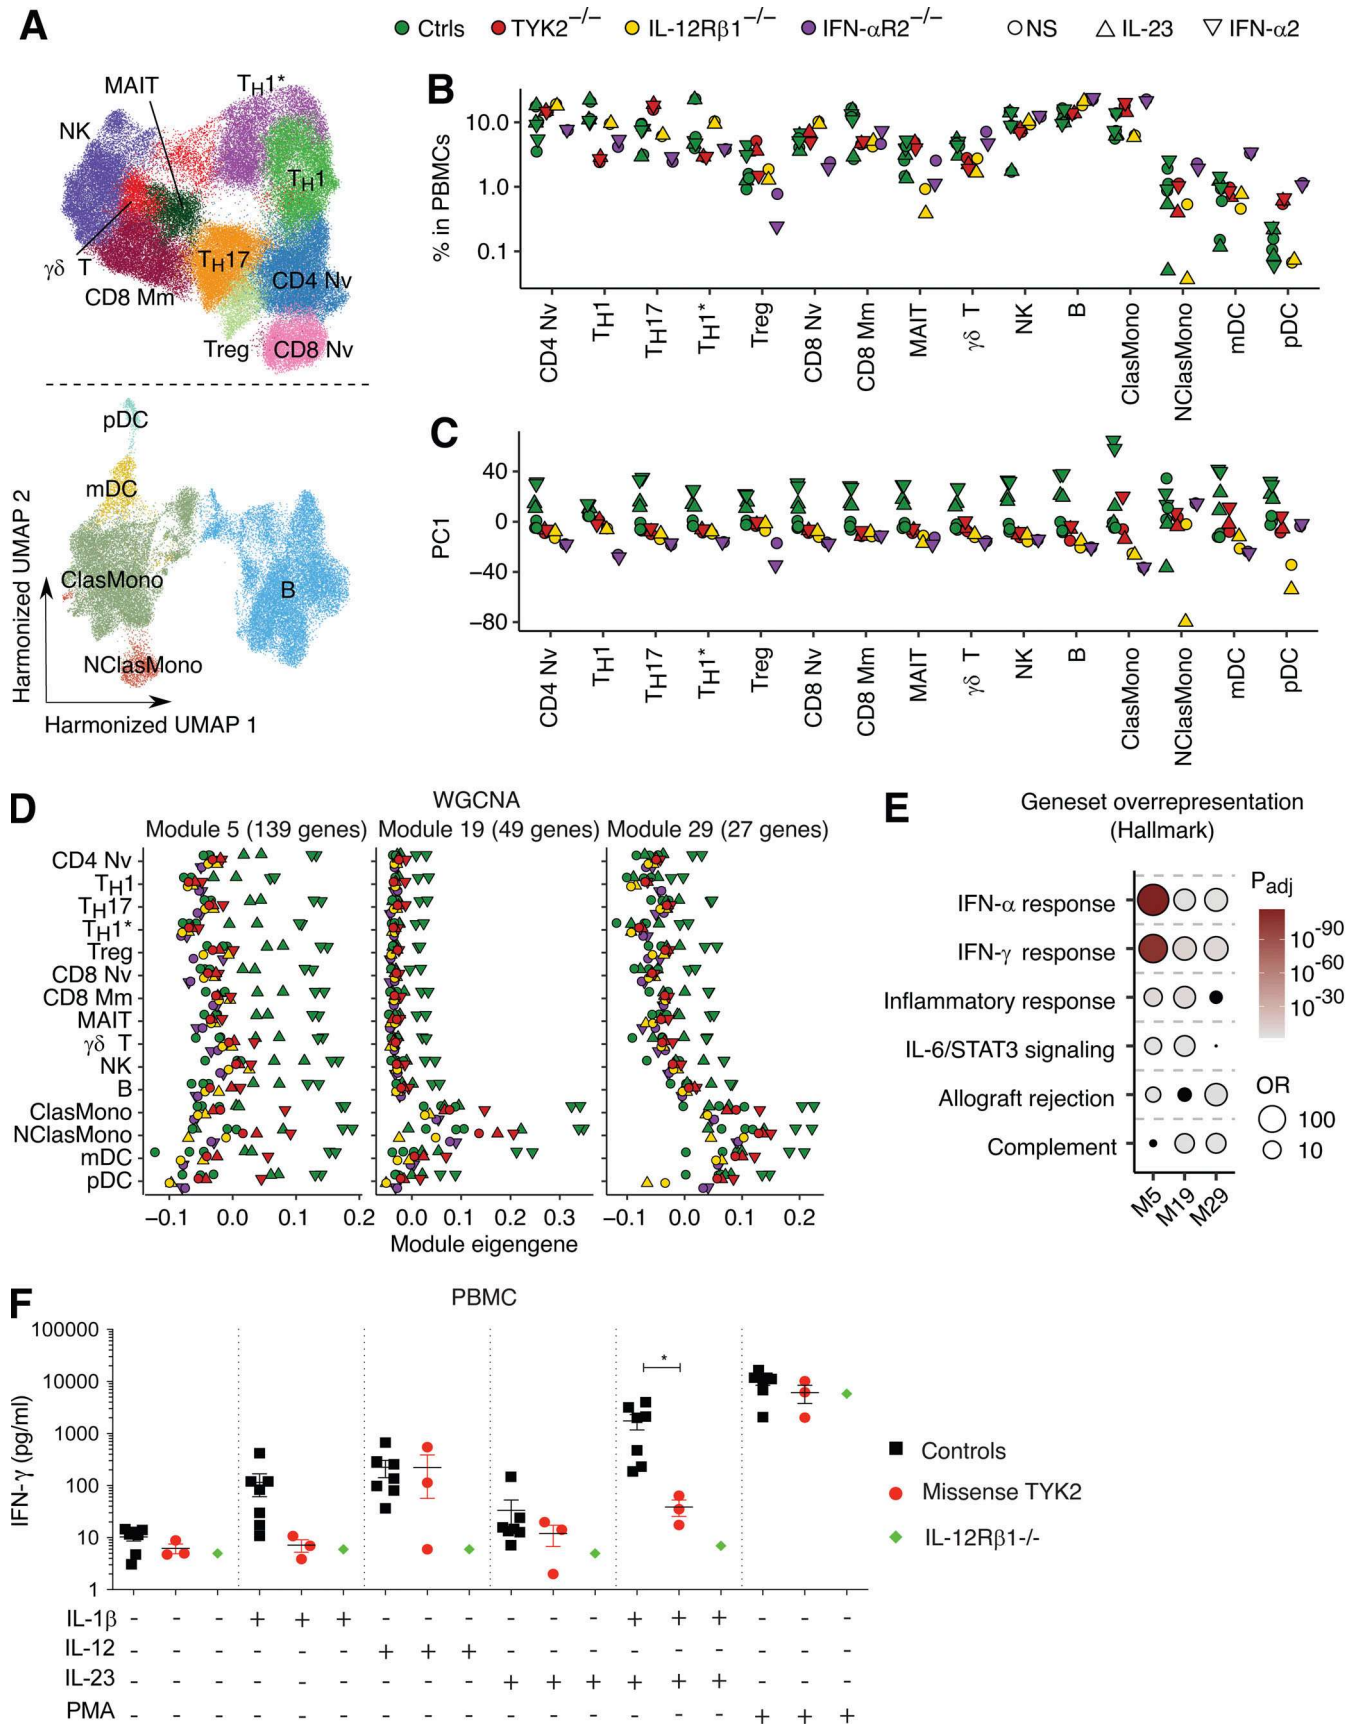 A
Ctrls TYK2−/− IL-12Rβ1−/− IFN-αR2−/− NS IL-23 IFN-α2
MAIT
TH1*
NK
TH1
γδ T
TH17
CD4 Nv
CD8 Mm
Treg
CD8 Nv
pDC
mDC
ClasMono
B
NClasMono
Harmonized UMAP 2
Harmonized UMAP 1
B
% in PBMCs
10.0
1.0
0.1
CD4 Nv TH1 TH17 TH1* Treg CD8 Nv CD8 Mm MAIT γδ T NK B ClasMono NClasMono mDC pDC
C
PC1
40
0
−40
−80
CD4 Nv TH1 TH17 TH1* Treg CD8 Nv CD8 Mm MAIT γδ T NK B ClasMono NClasMono mDC pDC
D
WGCNA
Module 5 (139 genes) Module 19 (49 genes) Module 29 (27 genes)
CD4 Nv
TH1
TH17
TH1*
Treg
CD8 Nv
CD8 Mm
MAIT
γδ T
NK
B
ClasMono
NClasMono
mDC
pDC
−0.1 0.0 0.1 0.2 0.0 0.1 0.2 0.3 −0.1 0.0 0.1 0.2
Module eigengene
E
Geneset overrepresentation
(Hallmark)
IFN-α response
IFN-γ response
Inflammatory response
IL-6/STAT3 signaling
Allograft rejection
Complement
M5 M19 M29
Padj
10-90
10-60
10-30
OR
100
10
F
PBMC
IFN-γ (pg/ml)
100000
10000
1000
100
10
1
*
Controls
Missense TYK2
IL-12Rβ1-/-
IL-1β - - - + + + - - - - - - + + + - - -
IL-12 - - - - - - + + + - - - - - - - - -
IL-23 - - - - - - - - - + + + + + + - - -
PMA - - - - - - - - - - - - - - - + + +